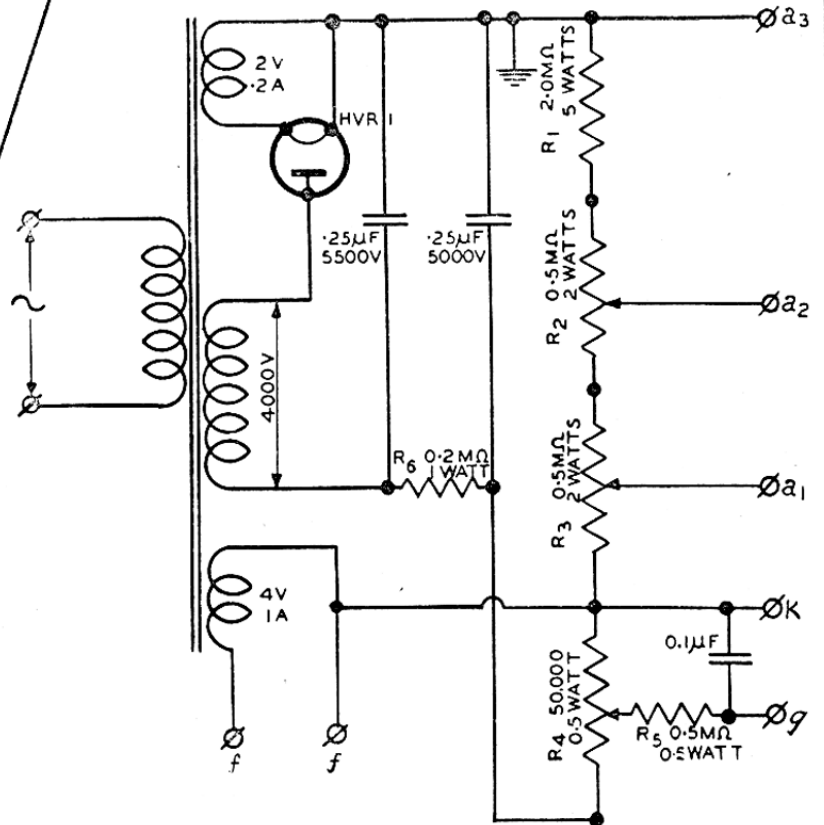 a3
2V
.2A
HVR 1
R1 2.0MΩ
5 WATTS
.25µF
5500V
.25µF
5000V
R2 0.5MΩ
2 WATTS
a2
4000V
R6 0.2MΩ
1 WATT
R3 0.5MΩ
2 WATTS
a1
4V
1A
K
0.1µF
R4 50.000
0.5 WATT
R5 0.5MΩ
0.5 WATT
g
f
f